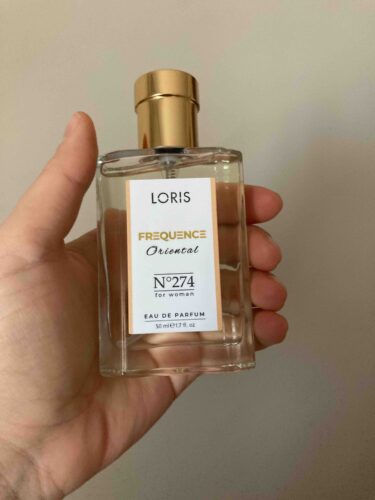 LORIS
FREQUENCE
Oriental
N°274
for woman
EAU DE PARFUM
50 ml℮1.7 fl. oz